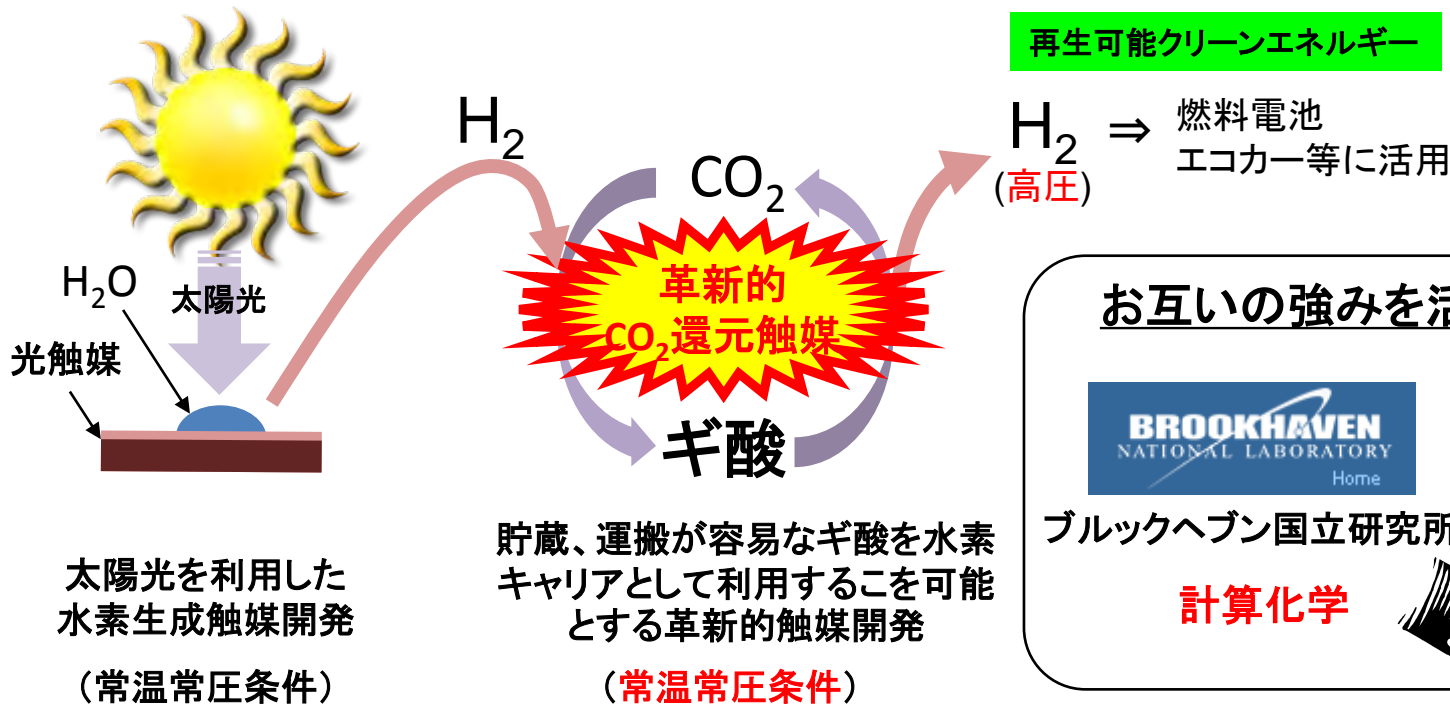 再生可能クリーンエネルギー
H₂
H₂ ⇒ 燃料電池
エコカー等に活用
(高圧)
CO₂
H₂O
太陽光
光触媒
革新的
CO₂還元触媒
ギ酸
お互いの強みを活
BROOKHAVEN
NATIONAL LABORATORY
Home
ブルックヘブン国立研究所
計算化学
太陽光を利用した
水素生成触媒開発
（常温常圧条件）
貯蔵、運搬が容易なギ酸を水素
キャリアとして利用するこを可能
とする革新的触媒開発
（常温常圧条件）